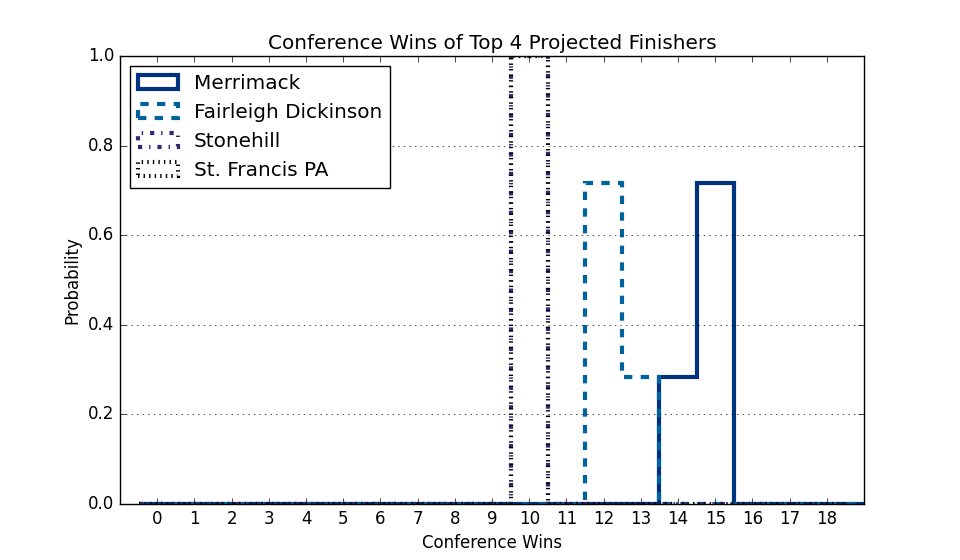 Conference Wins of Top 4 Projected Finishers
1.0
0.8
0.6
0.4
0.2
0.0
Probability
Merrimack
Fairleigh Dickinson
Stonehill
St. Francis PA
0 1 2 3 4 5 6 7 8 9 10 11 12 13 14 15 16 17 18
Conference Wins